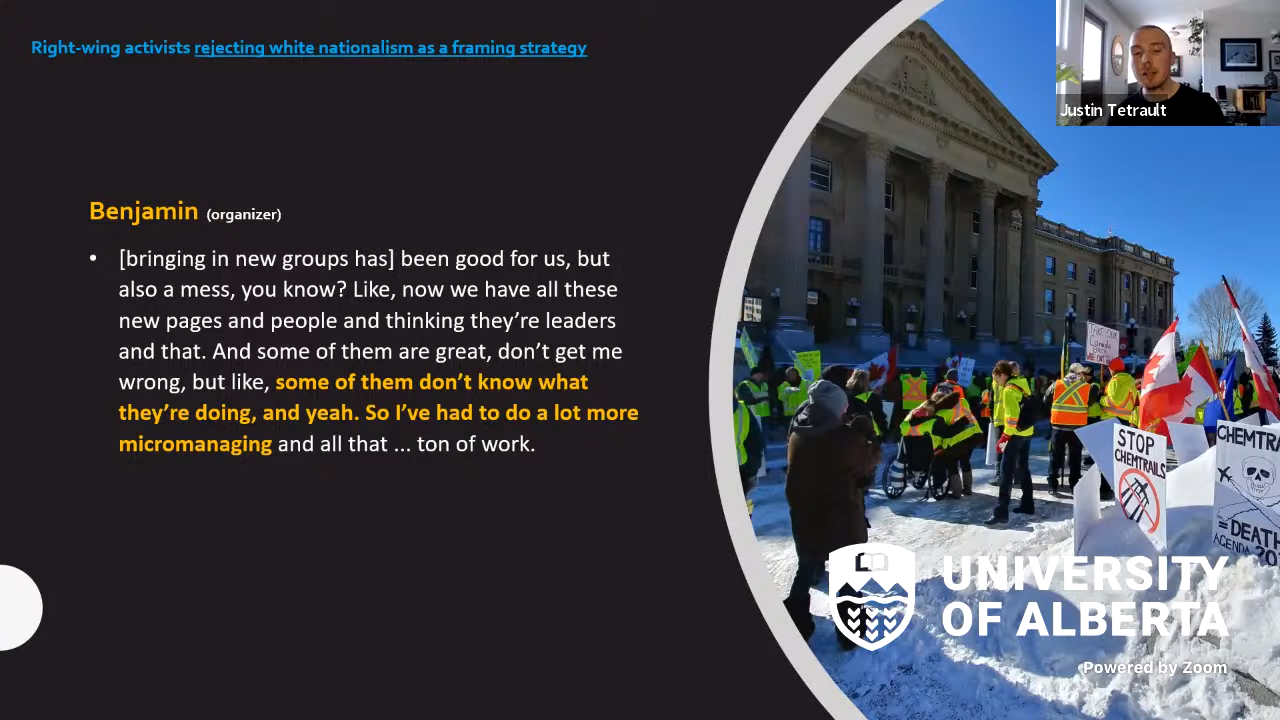 Right-wing activists rejecting white nationalism as a framing strategy
Justin Tetrault
Benjamin (organizer)
• [bringing in new groups has] been good for us, but
also a mess, you know? Like, now we have all these
new pages and people and thinking they're leaders
and that. And some of them are great, don't get me
wrong, but like, some of them don't know what
they're doing, and yeah. So I've had to do a lot more
micromanaging and all that ... ton of work.
STOP
CHEMTRAILS
= DEATH
AGENDA
UNIVERSITY
OF ALBERTA
Powered by Zoom